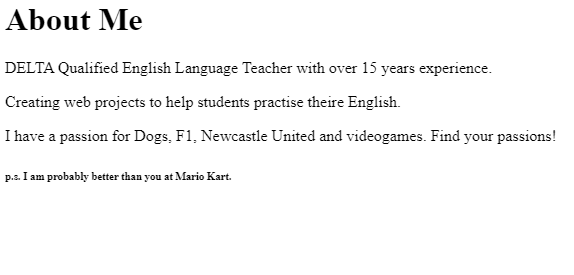 About Me
DELTA Qualified English Language Teacher with over 15 years experience.
Creating web projects to help students practise theire English.
I have a passion for Dogs, F1, Newcastle United and videogames. Find your passions!
p.s. I am probably better than you at Mario Kart.